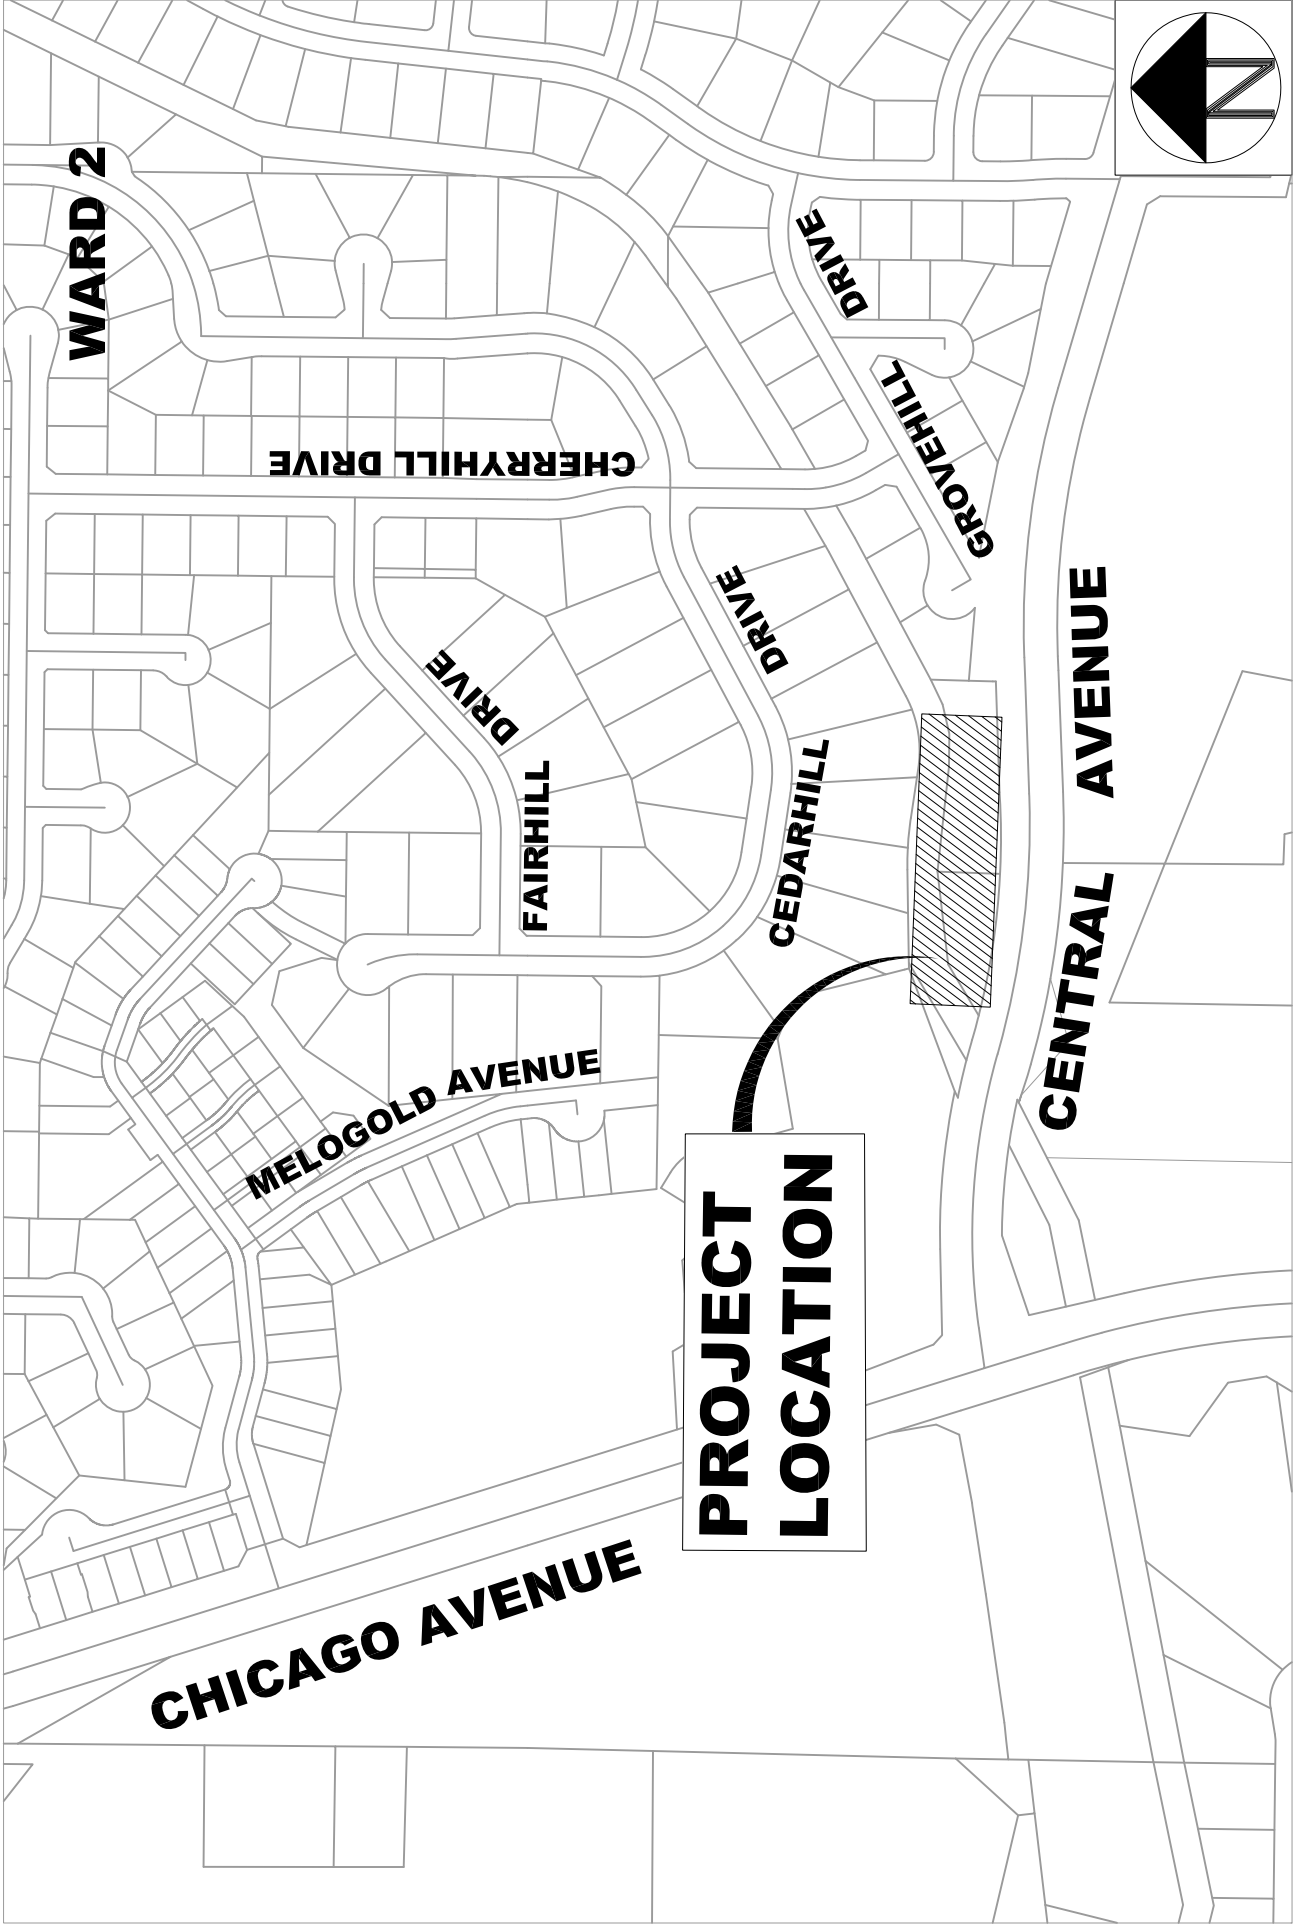 WARD 2
N
DRIVE
GROVEHILL
CHERRYHILL DRIVE
DRIVE
CEDARHILL
DRIVE
FAIRHILL
AVENUE
CENTRAL
MELOGOLD AVENUE
PROJECT
LOCATION
CHICAGO AVENUE